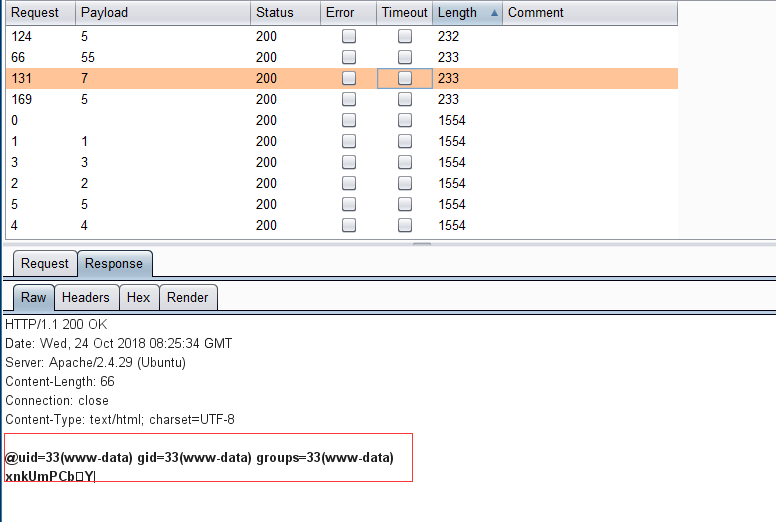 Request Payload Status Error Timeout Length Comment
124 5 200 232
66 55 200 233
131 7 200 233
169 5 200 233
0 200 1554
1 1 200 1554
3 3 200 1554
2 2 200 1554
5 5 200 1554
4 4 200 1554
Request Response
Raw Headers Hex Render
HTTP/1.1 200 OK
Date: Wed, 24 Oct 2018 08:25:34 GMT
Server: Apache/2.4.29 (Ubuntu)
Content-Length: 66
Connection: close
Content-Type: text/html; charset=UTF-8
@uid=33(www-data) gid=33(www-data) groups=33(www-data)
xnkUmPCb□Y